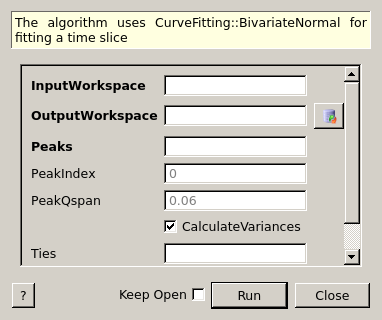 The algorithm uses CurveFitting::BivariateNormal for
fitting a time slice
InputWorkspace
OutputWorkspace
Peaks
PeakIndex 0
PeakQspan 0.06
CalculateVariances
Ties
? Keep Open Run Close